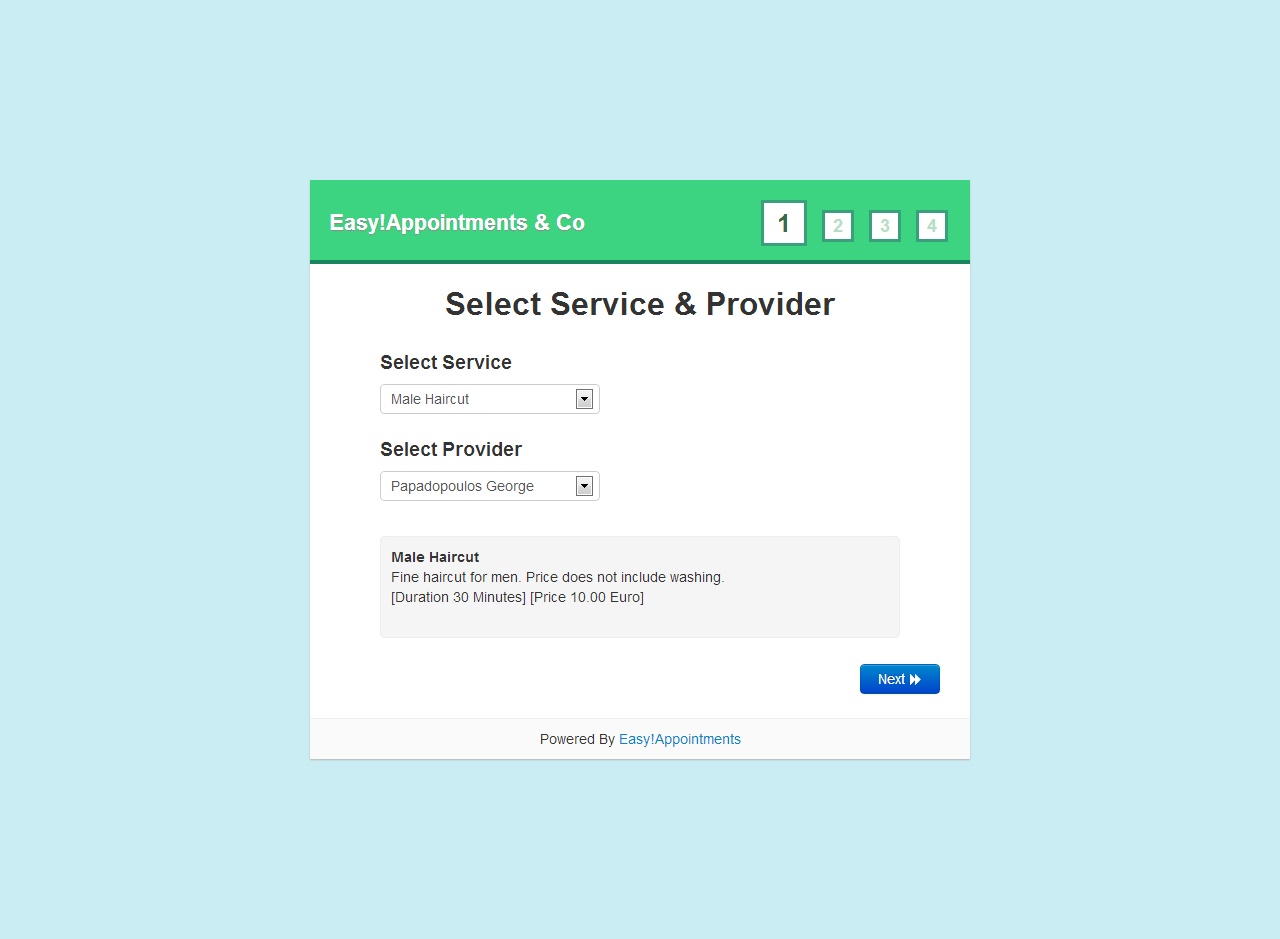 Easy!Appointments & Co
1 2 3 4
Select Service & Provider
Select Service
Male Haircut
Select Provider
Papadopoulos George
Male Haircut
Fine haircut for men. Price does not include washing.
[Duration 30 Minutes] [Price 10.00 Euro]
Next
Powered By Easy!Appointments